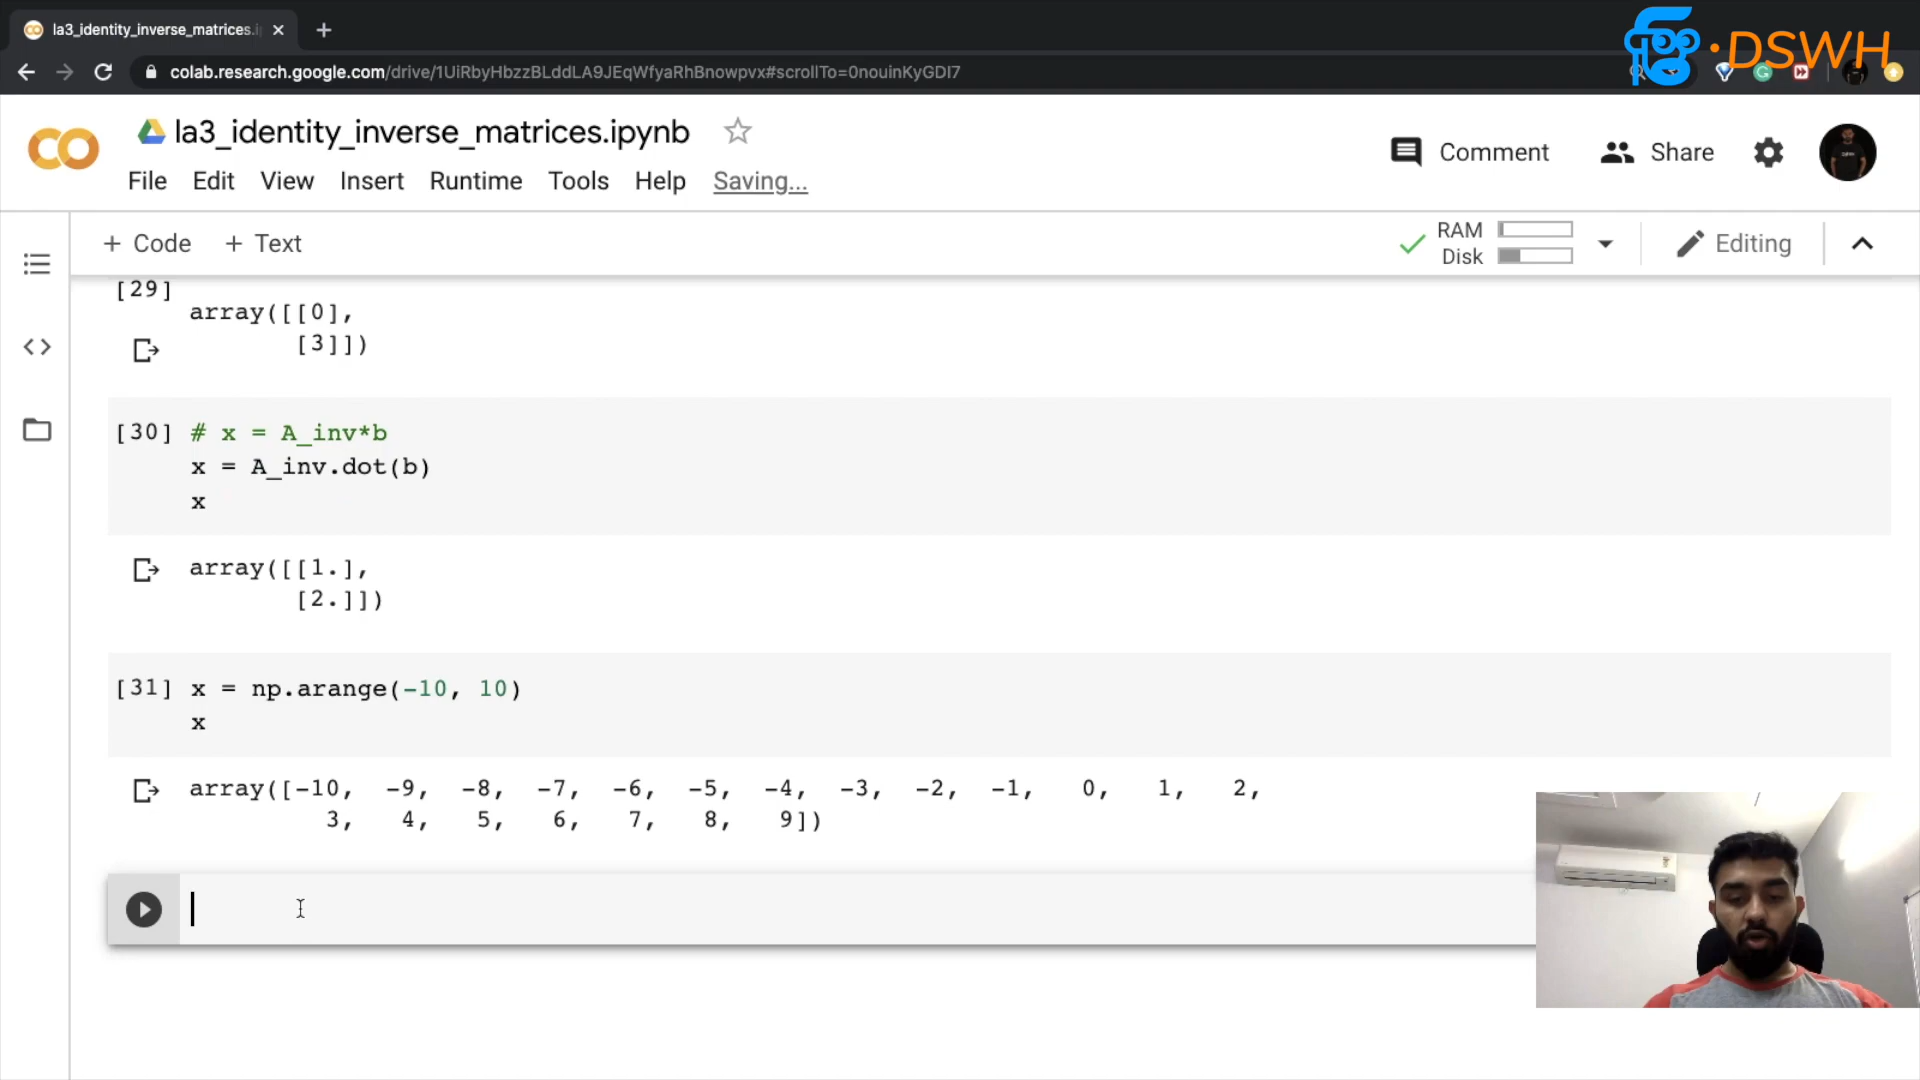 la3_identity_inverse_matrices.i
colab.research.google.com/drive/1UiRbyHbzzBLddLA9JEqWfyaRhBnowpvx#scrollTo=0nouinKyGDI7
DSWH
la3_identity_inverse_matrices.ipynb
Comment
Share
File Edit View Insert Runtime Tools Help Saving...
+ Code + Text
RAM
Disk
Editing
[29]
array([[0],
[3]])
[30] # x = A_inv*b
x = A_inv.dot(b)
x
array([[1.],
[2.]])
[31] x = np.arange(-10, 10)
x
array([-10, -9, -8, -7, -6, -5, -4, -3, -2, -1, 0, 1, 2,
3, 4, 5, 6, 7, 8, 9])